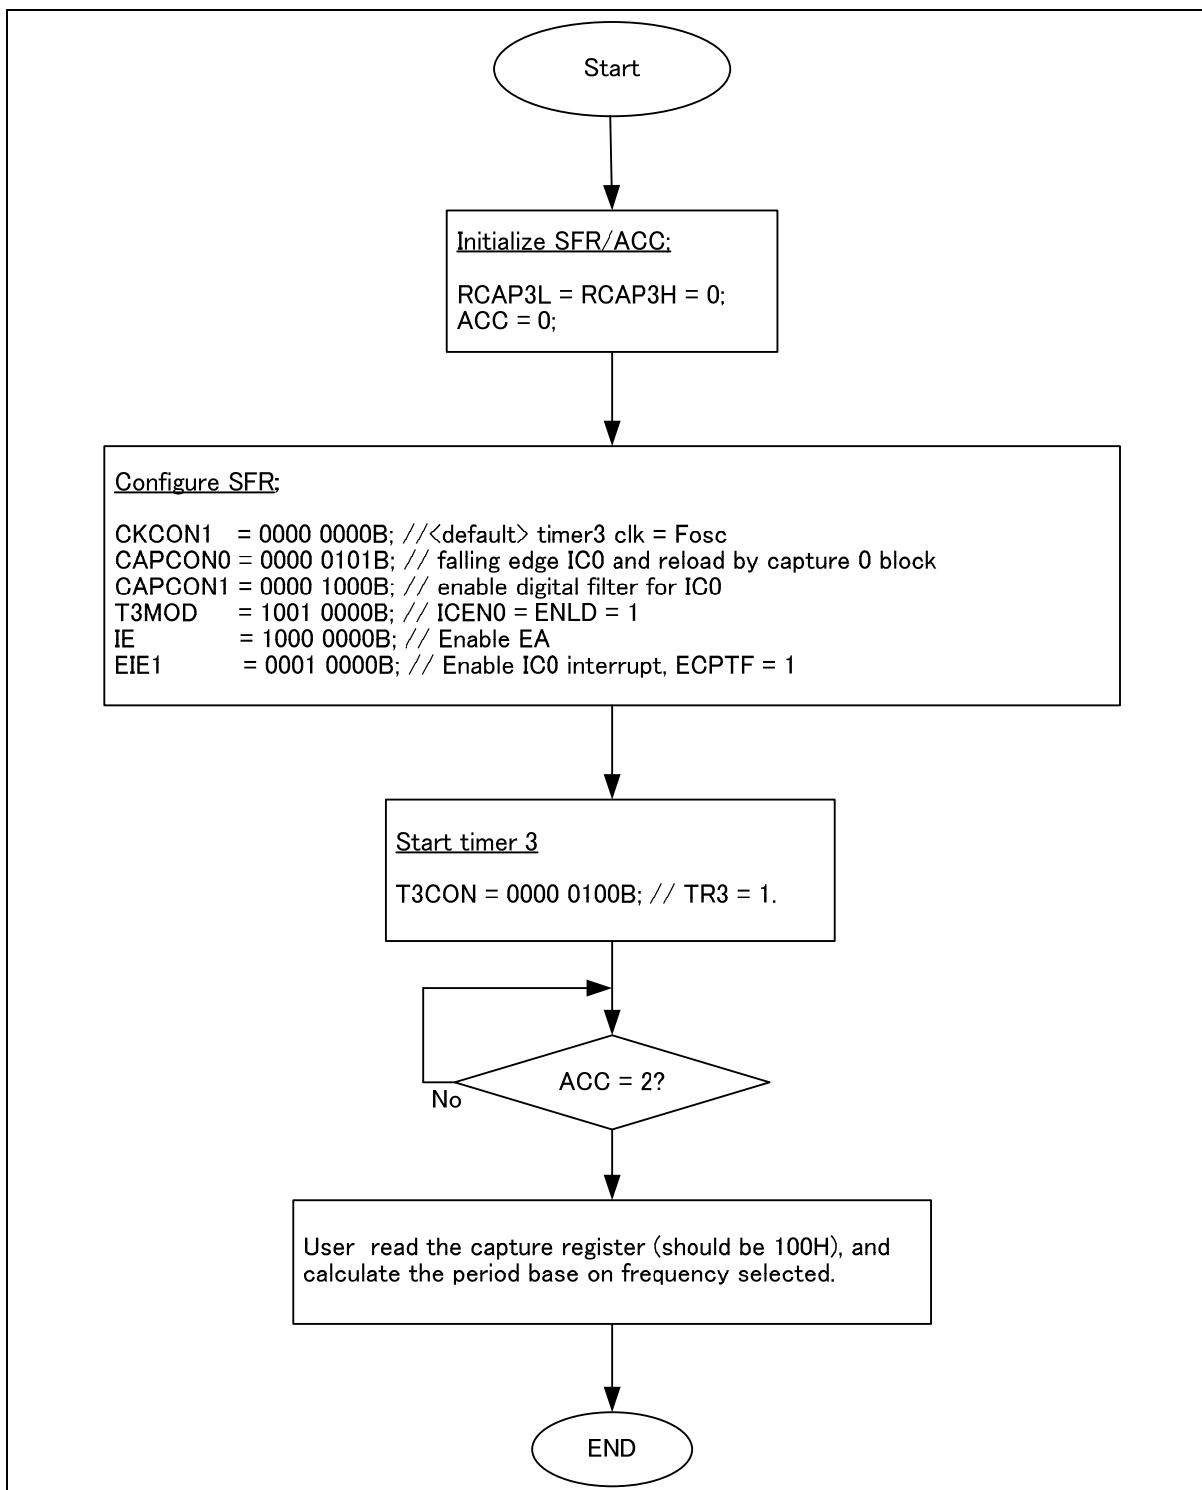 Start
Initialize SFR/ACC;
RCAP3L = RCAP3H = 0;
ACC = 0;
Configure SFR;
CKCON1 = 0000 0000B; //<default> timer3 clk = Fosc
CAPCON0 = 0000 0101B; // falling edge IC0 and reload by capture 0 block
CAPCON1 = 0000 1000B; // enable digital filter for IC0
T3MOD = 1001 0000B; // ICEN0 = ENLD = 1
IE = 1000 0000B; // Enable EA
EIE1 = 0001 0000B; // Enable IC0 interrupt, ECPTF = 1
Start timer 3
T3CON = 0000 0100B; // TR3 = 1.
ACC = 2?
No
User read the capture register (should be 100H), and
calculate the period base on frequency selected.
END